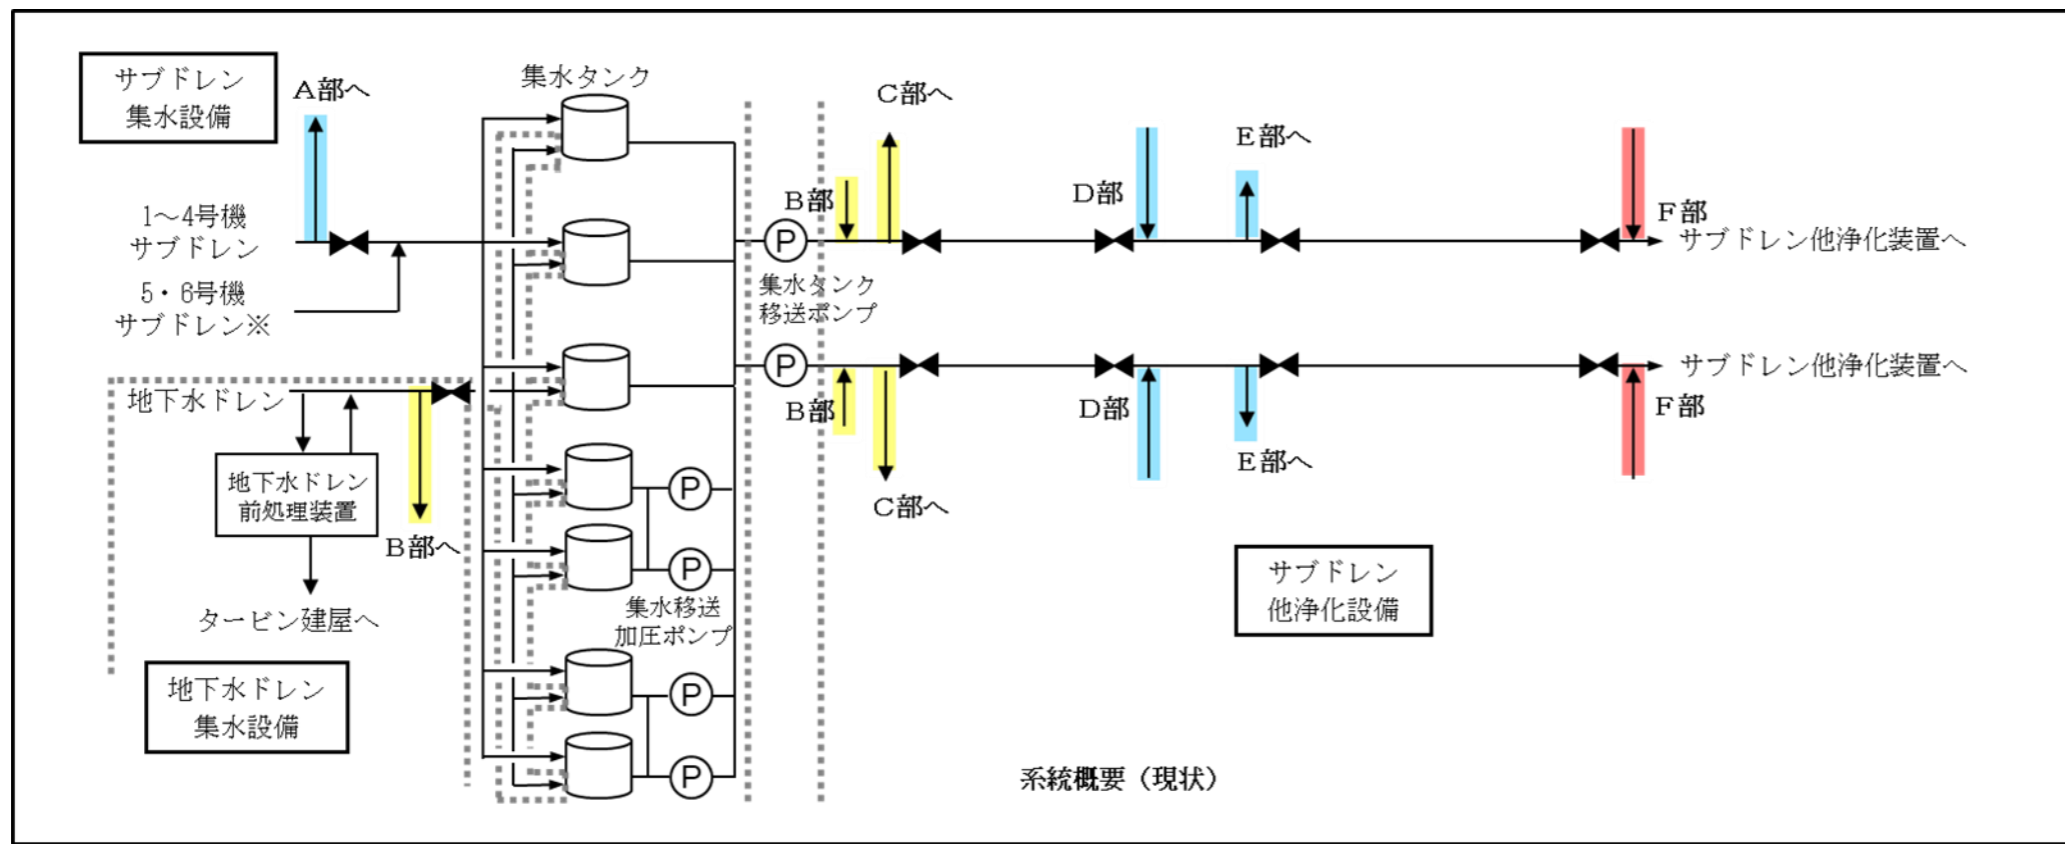 サブドレン
集水設備
A部へ
集水タンク
C部へ
E部へ
B部
D部
F部
1～4号機
サブドレン
P
サブドレン他浄化装置へ
5・6号機
サブドレン※
集水タンク
移送ポンプ
P
サブドレン他浄化装置へ
地下水ドレン
B部
D部
F部
E部へ
C部へ
地下水ドレン
前処理装置
B部へ
P
P
サブドレン
他浄化設備
集水移送
加圧ポンプ
タービン建屋へ
地下水ドレン
集水設備
P
P
系統概要（現状）